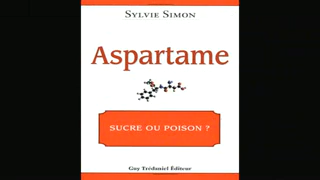 SYLVIE SIMON
Aspartame
SUCRE OU POISON ?
Guy Trédaniel Éditeur